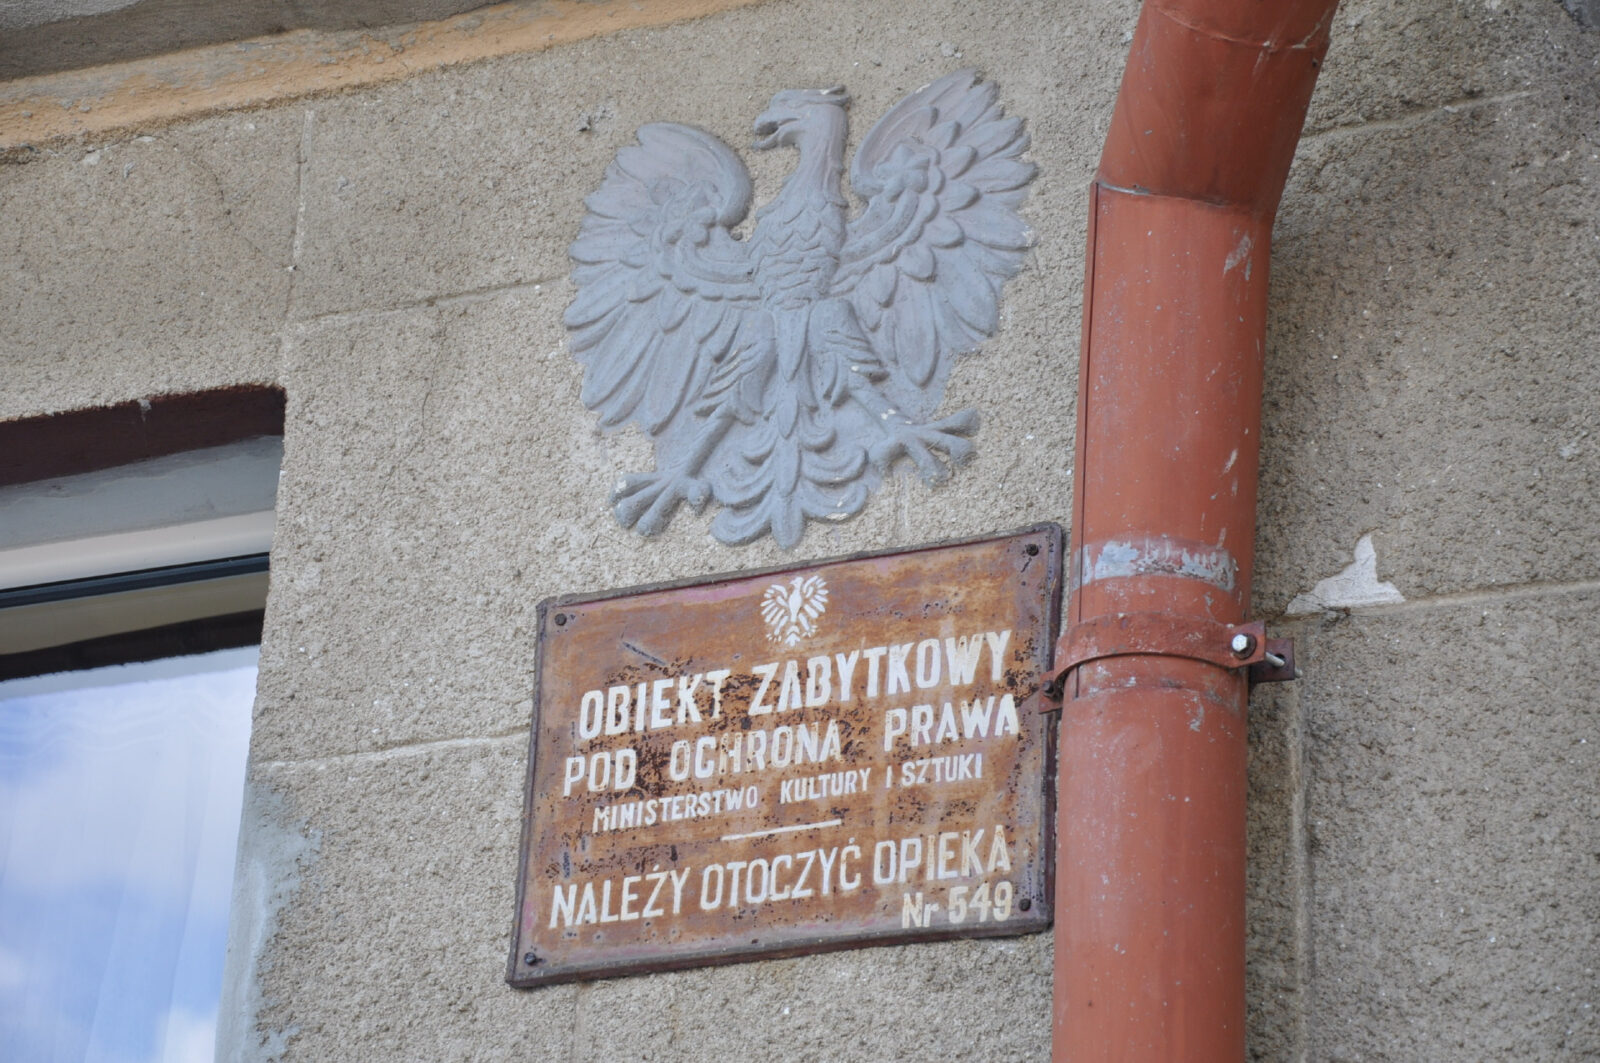 OBIEKT ZABYTKOWY
POD OCHRONA PRAWA
MINISTERSTWO KULTURY I SZTUKI
NALEŻY OTOCZYĆ OPIEKA
Nr 549